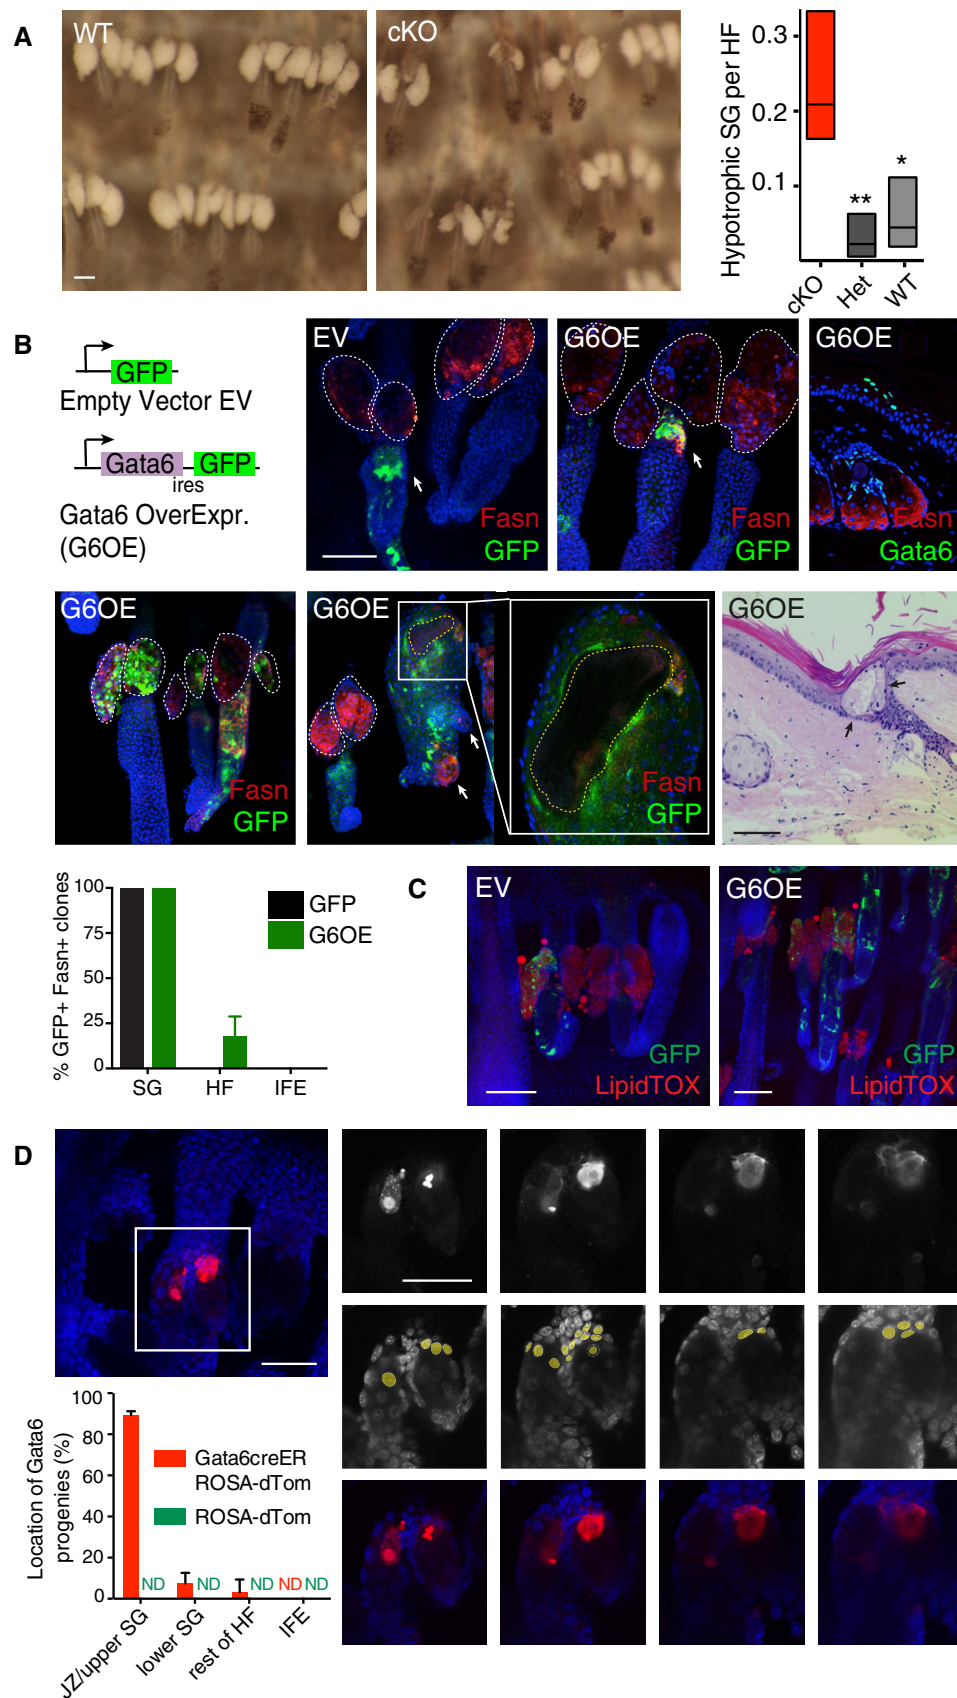 A
WT
cKO
Hypotrophic SG per HF
0.3
0.2
0.1
**
*
cKO
Het
WT
B
GFP
Empty Vector EV
Gata6
GFP
ires
Gata6 OverExpr.
(G6OE)
EV
Fasn
GFP
G6OE
Fasn
GFP
G6OE
Fasn
Gata6
G6OE
Fasn
GFP
G6OE
Fasn
GFP
G6OE
% GFP+ Fasn+ clones
100
75
50
25
0
SG
HF
IFE
GFP
G6OE
C
EV
GFP
LipidTOX
G6OE
GFP
LipidTOX
D
Location of Gata6
progenies (%)
100
80
60
40
20
0
Gata6creER
ROSA-dTom
ROSA-dTom
ND
ND
ND
ND
ND
JZ/upper SG
lower SG
rest of HF
IFE